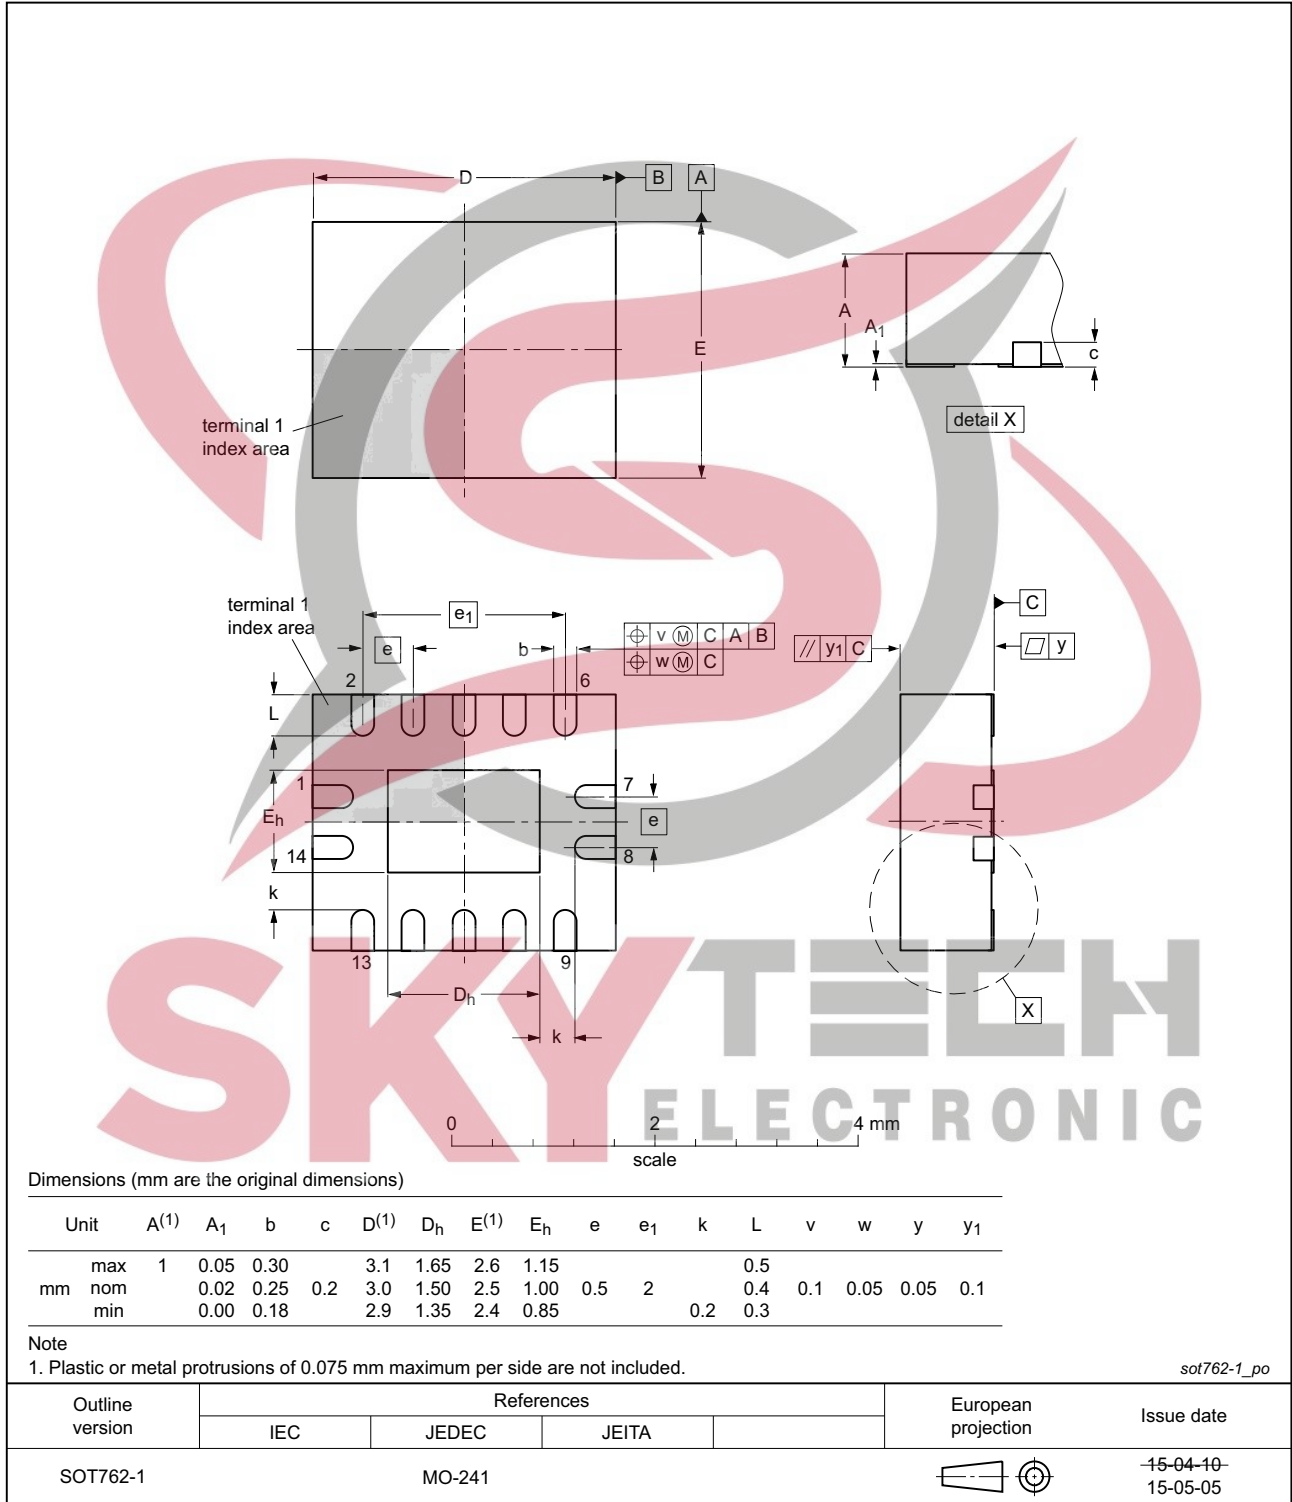 D
B
A
E
terminal 1
index area
A
A1
c
detail X
terminal 1
index area
e1
e
b
v M C A B
w M C
// y1 C
C
y
2
6
L
1
7
Eh
e
14
8
k
13
9
Dh
k
X
SKYTECH
ELECTRONIC
0 2 4 mm
scale
Dimensions (mm are the original dimensions)
Unit A(1) A1 b c D(1) Dh E(1) Eh e e1 k L v w y y1
max 1 0.05 0.30 3.1 1.65 2.6 1.15 0.5
mm nom 0.02 0.25 0.2 3.0 1.50 2.5 1.00 0.5 2 0.4 0.1 0.05 0.05 0.1
min 0.00 0.18 2.9 1.35 2.4 0.85 0.2 0.3
Note
1. Plastic or metal protrusions of 0.075 mm maximum per side are not included.
sot762-1_po
Outline version
References
European projection
Issue date
IEC JEDEC JEITA
SOT762-1 MO-241
15-04-10
15-05-05